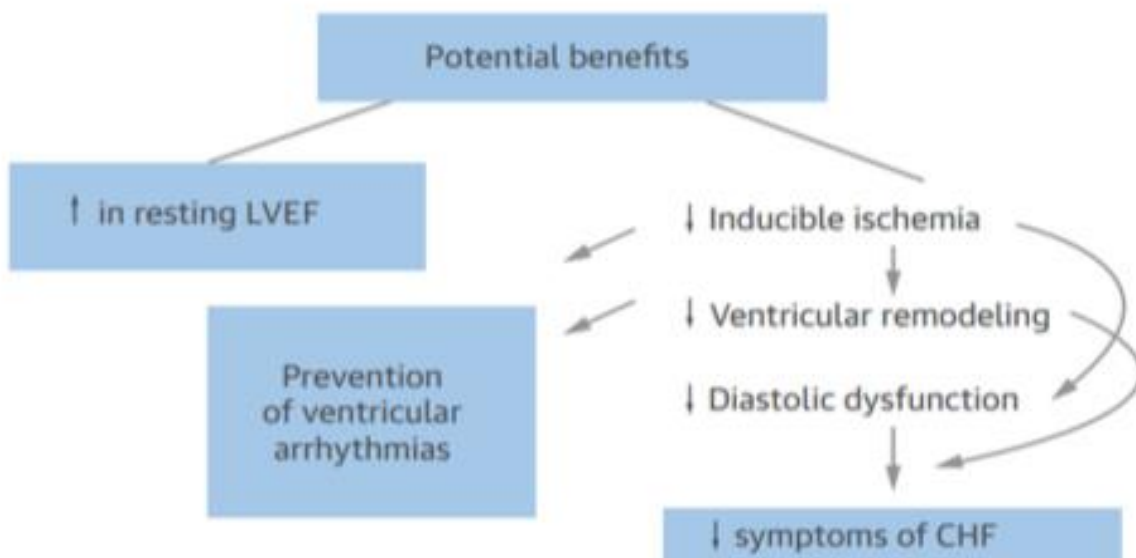 Potential benefits
↑ in resting LVEF
↓ Inducible ischemia
↓ Ventricular remodeling
Prevention
of ventricular
arrhythmias
↓ Diastolic dysfunction
↓ symptoms of CHF